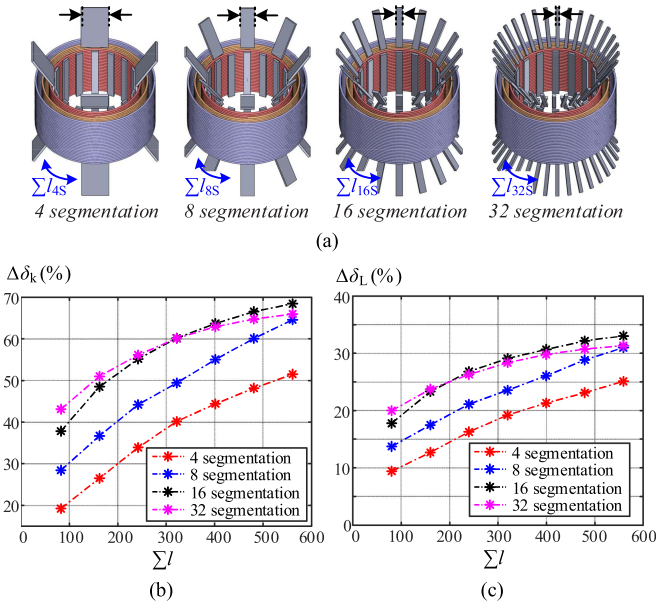 ∑l4S ∑l8S ∑l16S ∑l32S
4 segmentation 8 segmentation 16 segmentation 32 segmentation
(a)
Δδk(%)
70
60
50
40
30
20
0 100 200 300 400 500 600
∑l
4 segmentation
8 segmentation
16 segmentation
32 segmentation
(b)
ΔδL(%)
40
30
20
10
0
0 100 200 300 400 500 600
∑l
4 segmentation
8 segmentation
16 segmentation
32 segmentation
(c)